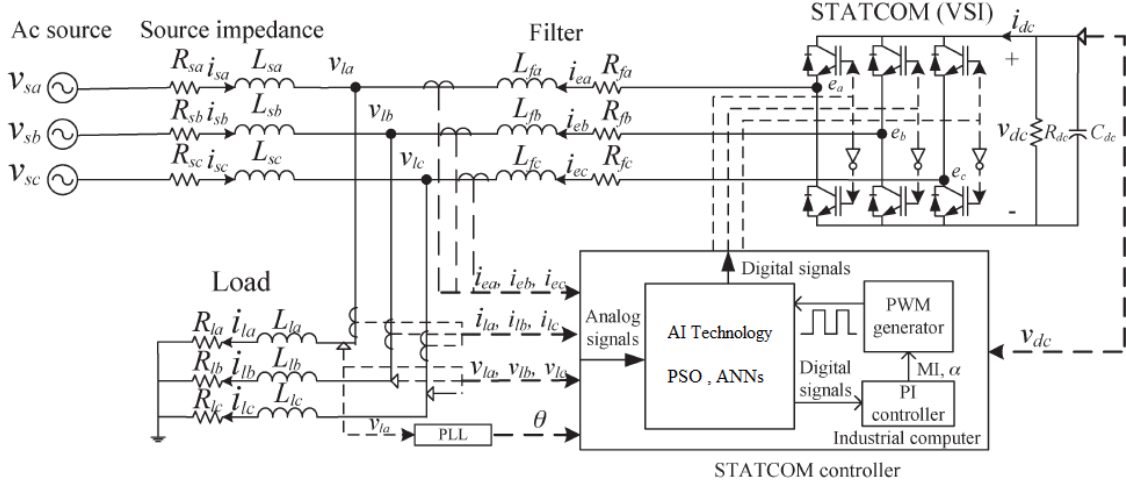 STATCOM (VSI)
Ac source Source impedance Filter
i_dc
R_sa i_sa L_sa v_la L_fa i_ea R_fa
v_sa e_a +
R_sb i_sb L_sb v_lb L_fb i_eb R_fb
v_sb e_b v_dc R_dc C_dc
R_sc i_sc L_sc v_lc L_fc i_ec R_fc
v_sc e_c
-
Digital signals
Load i_ea, i_eb, i_ec
R_la i_la L_la i_la, i_lb, i_lc Analog signals AI Technology PWM generator
R_lb i_lb L_lb v_la, v_lb, v_lc PSO , ANNs MI, α v_dc
R_lc i_lc L_lc Digital signals PI controller
v_la PLL θ Industrial computer
STATCOM controller